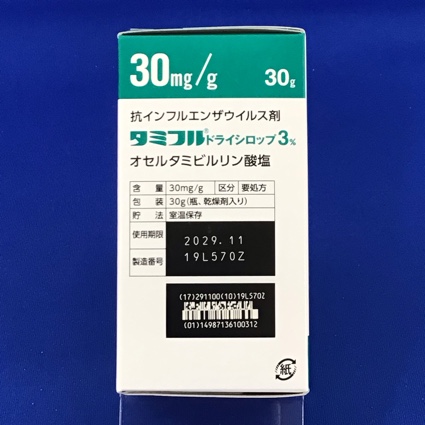 30mg/g 30g
抗インフルエンザウイルス剤
タミフル®ドライシロップ3%
オセルタミビルリン酸塩
含量 30mg/g 区分 要処方
包装 30g(瓶、乾燥剤入り)
貯法 室温保存
使用期限 2029.11
製造番号 19L570Z
(17)291100(10)19L570Z
(01)14987136100312
紙